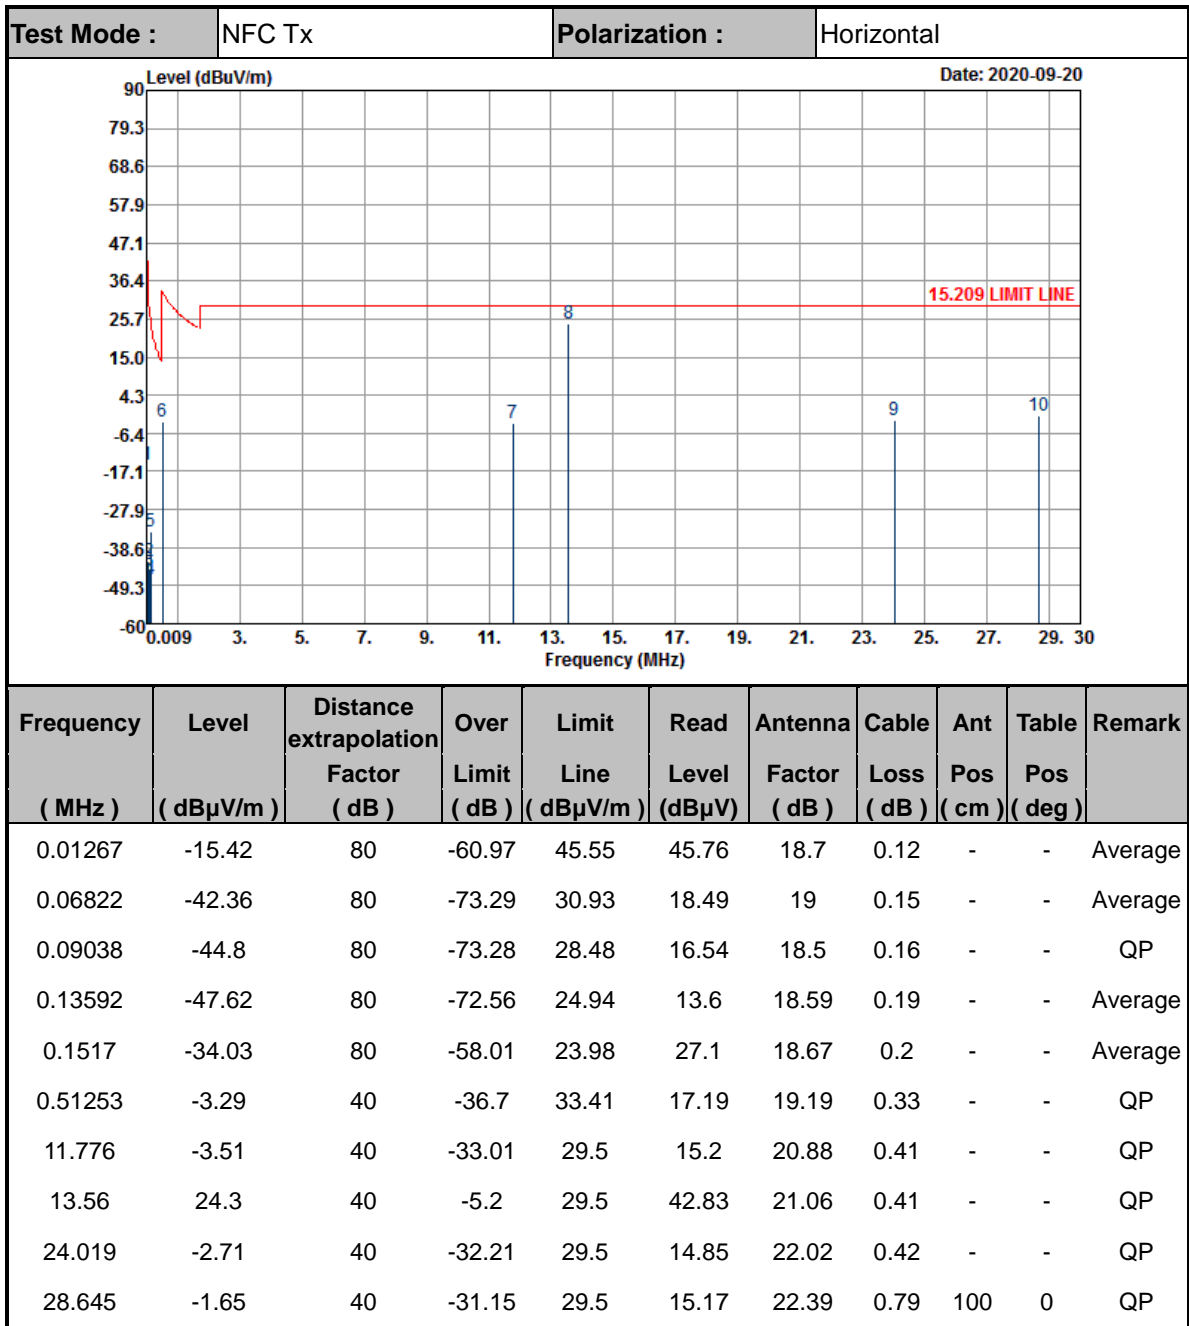 Test Mode : NFC Tx Polarization : Horizontal
Level (dBuV/m) Date: 2020-09-20
90
79.3
68.6
57.9
47.1
36.4
25.7
15.0
4.3
-6.4
-17.1
-27.9
-38.6
-49.3
-60
15.209 LIMIT LINE
8
6
7
9
10
5
0.009 3. 5. 7. 9. 11. 13. 15. 17. 19. 21. 23. 25. 27. 29. 30
Frequency (MHz)
Frequency Level Distance extrapolation Over Limit Read Antenna Cable Ant Table Remark
Factor Limit Line Level Factor Loss Pos Pos
( MHz ) ( dBµV/m ) ( dB ) ( dB ) ( dBµV/m ) (dBµV) ( dB ) ( dB ) ( cm ) ( deg )
0.01267 -15.42 80 -60.97 45.55 45.76 18.7 0.12 - - Average
0.06822 -42.36 80 -73.29 30.93 18.49 19 0.15 - - Average
0.09038 -44.8 80 -73.28 28.48 16.54 18.5 0.16 - - QP
0.13592 -47.62 80 -72.56 24.94 13.6 18.59 0.19 - - Average
0.1517 -34.03 80 -58.01 23.98 27.1 18.67 0.2 - - Average
0.51253 -3.29 40 -36.7 33.41 17.19 19.19 0.33 - - QP
11.776 -3.51 40 -33.01 29.5 15.2 20.88 0.41 - - QP
13.56 24.3 40 -5.2 29.5 42.83 21.06 0.41 - - QP
24.019 -2.71 40 -32.21 29.5 14.85 22.02 0.42 - - QP
28.645 -1.65 40 -31.15 29.5 15.17 22.39 0.79 100 0 QP